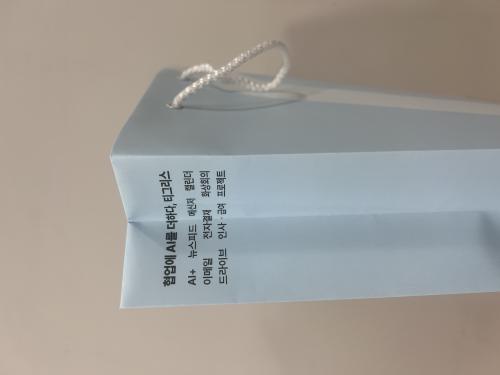 협업에 AI를 더하다, 티그리스
AI+ 뉴스피드 메신저 캘린더
이메일 전자결재 화상회의
드라이브 인사·급여 프로젝트